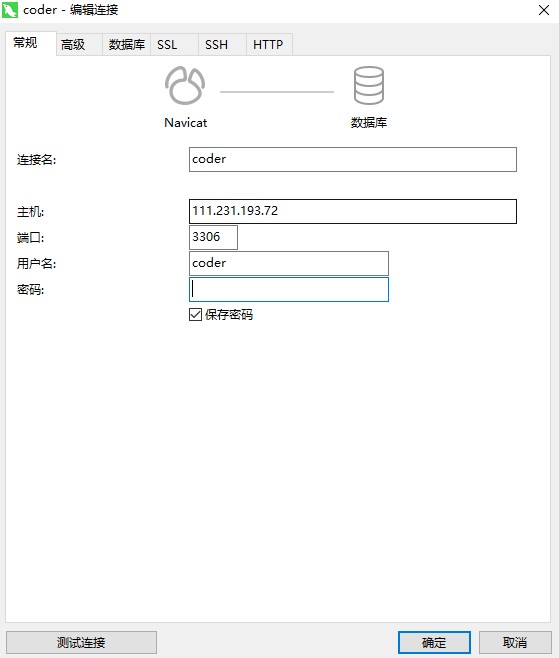 coder - 编辑连接
常规 高级 数据库 SSL SSH HTTP
Navicat 数据库
连接名: coder
主机: 111.231.193.72
端口: 3306
用户名: coder
密码:
保存密码
测试连接 确定 取消